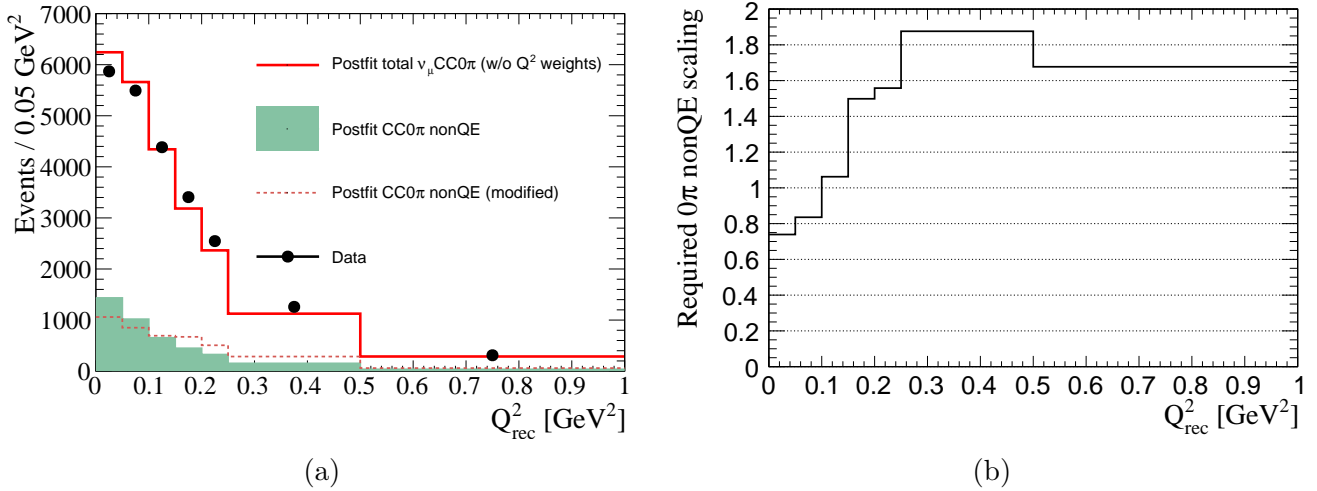 Events / 0.05 GeV²
7000
6000
5000
4000
3000
2000
1000
0
Postfit total νμCC0π (w/o Q² weights)
Postfit CC0π nonQE
Postfit CC0π nonQE (modified)
Data
0 0.1 0.2 0.3 0.4 0.5 0.6 0.7 0.8 0.9 1
Q²rec [GeV²]
(a)
Required 0π nonQE scaling
2
1.8
1.6
1.4
1.2
1
0.8
0.6
0.4
0.2
0
0 0.1 0.2 0.3 0.4 0.5 0.6 0.7 0.8 0.9 1
Q²rec [GeV²]
(b)